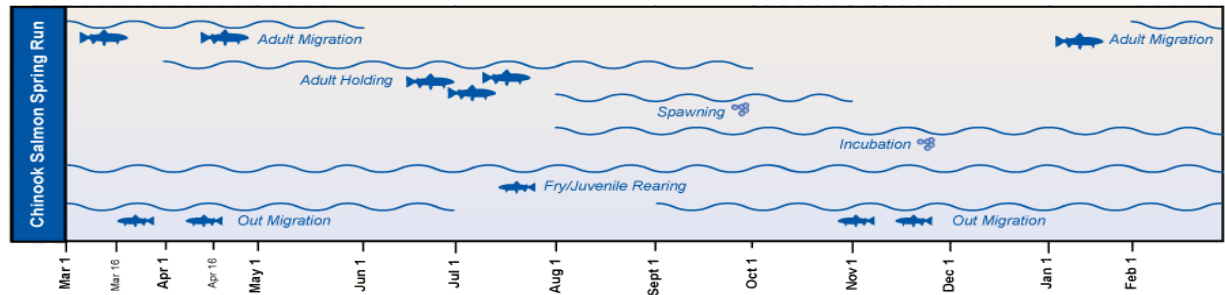 Chinook Salmon Spring Run
Adult Migration
Adult Migration
Adult Holding
Spawning
Incubation
Fry/Juvenile Rearing
Out Migration
Out Migration
Mar 1
Mar 16
Apr 1
Apr 16
May 1
Jun 1
Jul 1
Aug 1
Sept 1
Oct 1
Nov 1
Dec 1
Jan 1
Feb 1